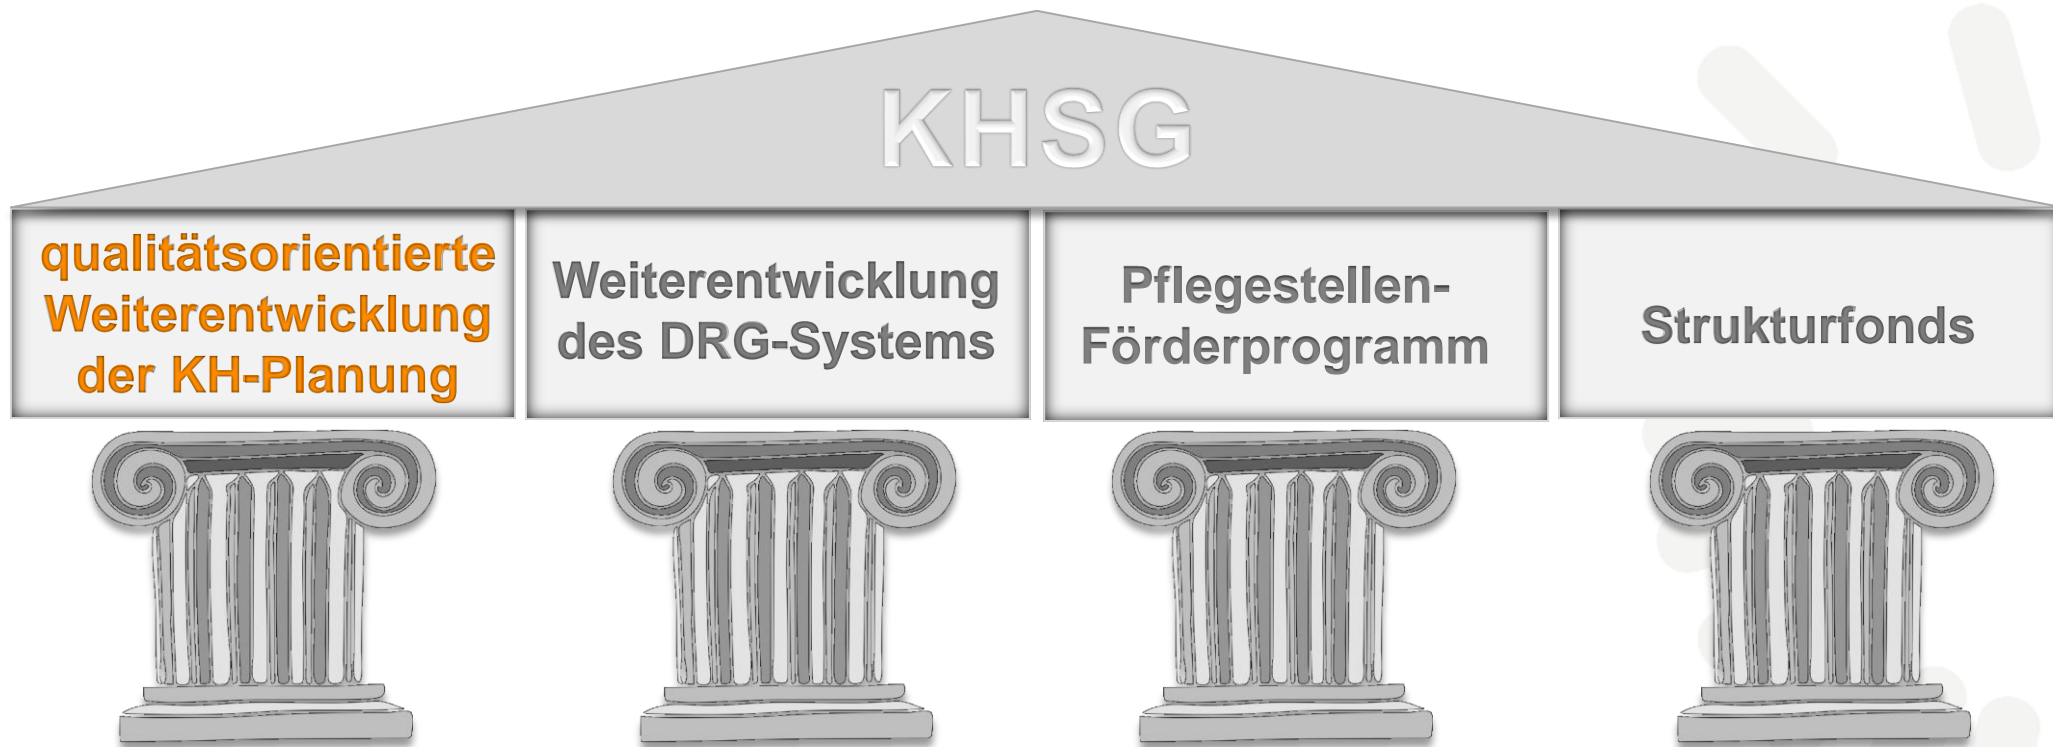 KHSG
qualitätsorientierte
Weiterentwicklung
der KH-Planung
Weiterentwicklung
des DRG-Systems
Pflegestellen-
Förderprogramm
Strukturfonds